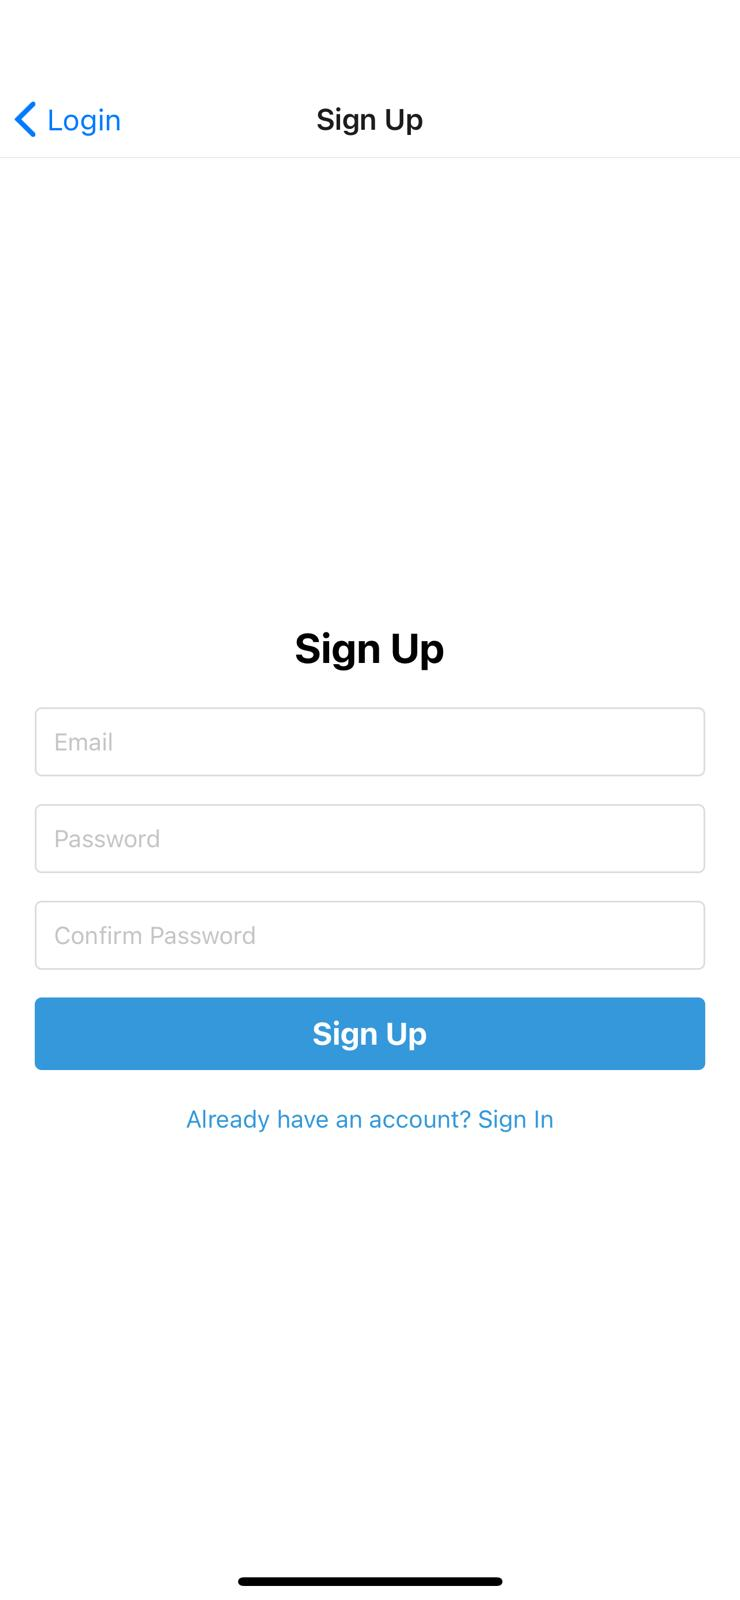 Login
Sign Up
Sign Up
Email
Password
Confirm Password
Sign Up
Already have an account? Sign In